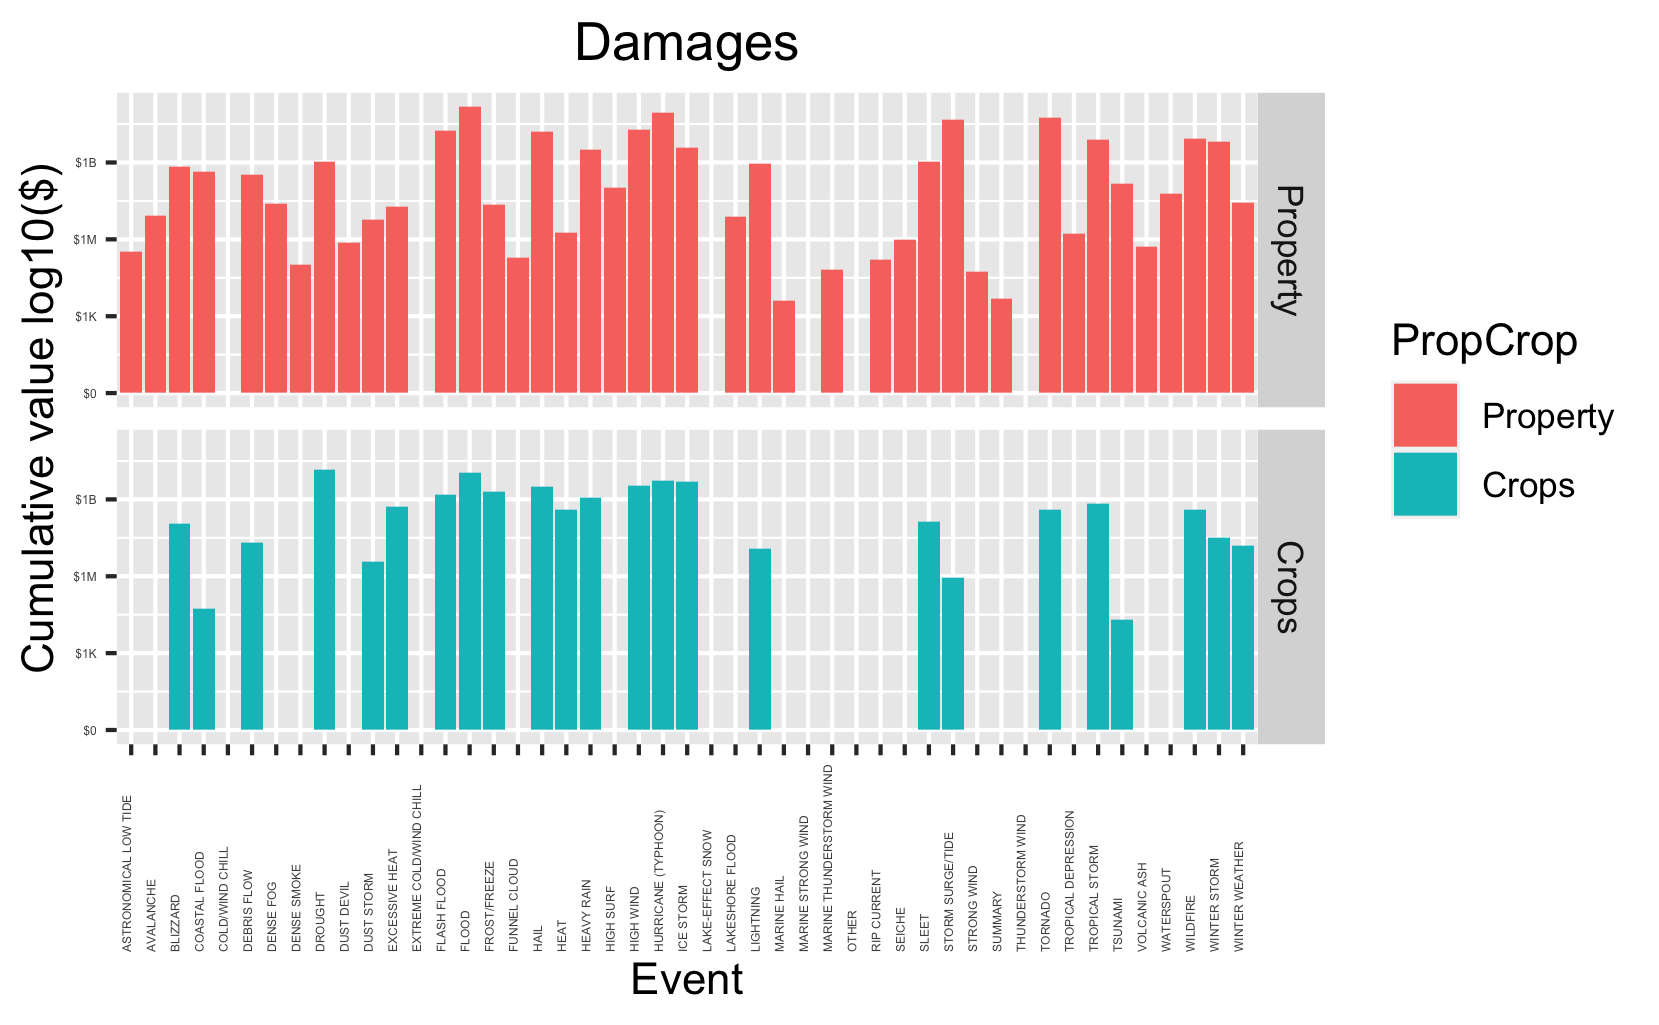 Damages
Cumulative value log10($)
$1B
$1M
$1K
$0
Property
$1B
$1M
$1K
$0
Crops
ASTRONOMICAL LOW TIDE
AVALANCHE
BLIZZARD
COASTAL FLOOD
COLD/WIND CHILL
DEBRIS FLOW
DENSE FOG
DENSE SMOKE
DROUGHT
DUST DEVIL
DUST STORM
EXCESSIVE HEAT
EXTREME COLD/WIND CHILL
FLASH FLOOD
FLOOD
FROST/FREEZE
FUNNEL CLOUD
HAIL
HEAT
HEAVY RAIN
HIGH SURF
HIGH WIND
HURRICANE (TYPHOON)
ICE STORM
LAKE-EFFECT SNOW
LAKESHORE FLOOD
LIGHTNING
MARINE HAIL
MARINE STRONG WIND
MARINE THUNDERSTORM WIND
OTHER
RIP CURRENT
SEICHE
SLEET
STORM SURGE/TIDE
STRONG WIND
SUMMARY
THUNDERSTORM WIND
TORNADO
TROPICAL DEPRESSION
TROPICAL STORM
TSUNAMI
VOLCANIC ASH
WATERSPOUT
WILDFIRE
WINTER STORM
WINTER WEATHER
Event
PropCrop
Property
Crops